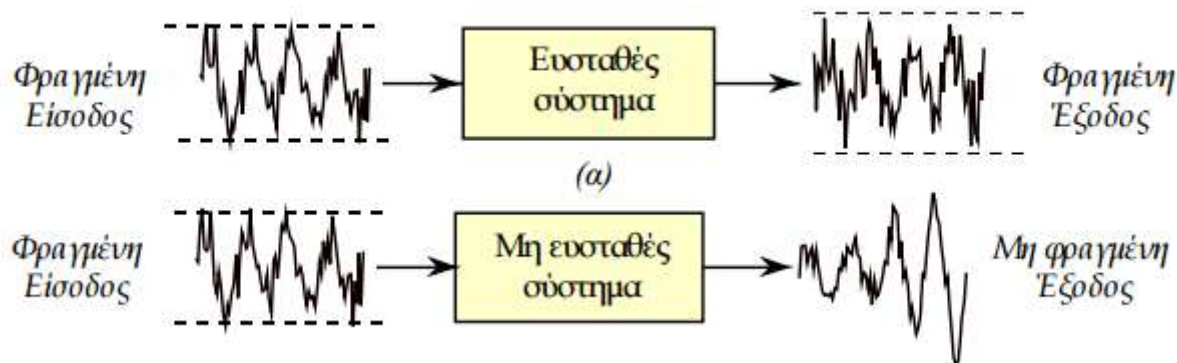 Φραγμένη
Είσοδος
Ευσταθές
σύστημα
Φραγμένη
Έξοδος
(α)
Φραγμένη
Είσοδος
Μη ευσταθές
σύστημα
Μη φραγμένη
Έξοδος